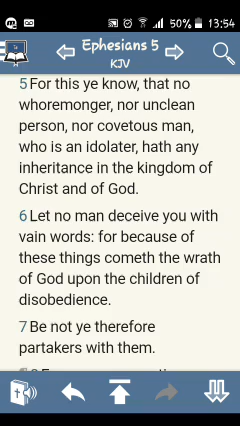 50% 13:54
Ephesians 5
KJV
5 For this ye know, that no
whoremonger, nor unclean
person, nor covetous man,
who is an idolater, hath any
inheritance in the kingdom of
Christ and of God.
6 Let no man deceive you with
vain words: for because of
these things cometh the wrath
of God upon the children of
disobedience.
7 Be not ye therefore
partakers with them.